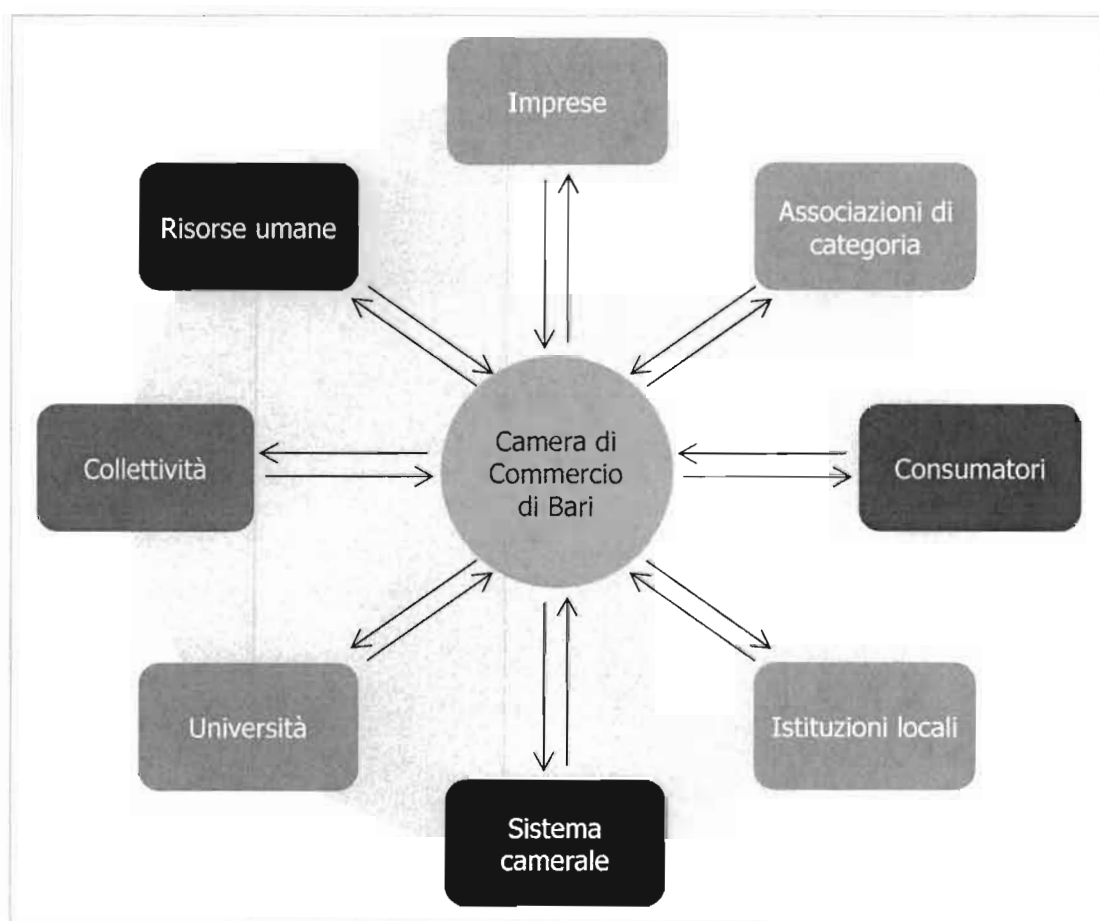 Imprese
Associazioni di
categoria
Risorse umane
Camera di
Commercio
di Bari
Collettività
Consumatori
Università
Istituzioni locali
Sistema
camerale